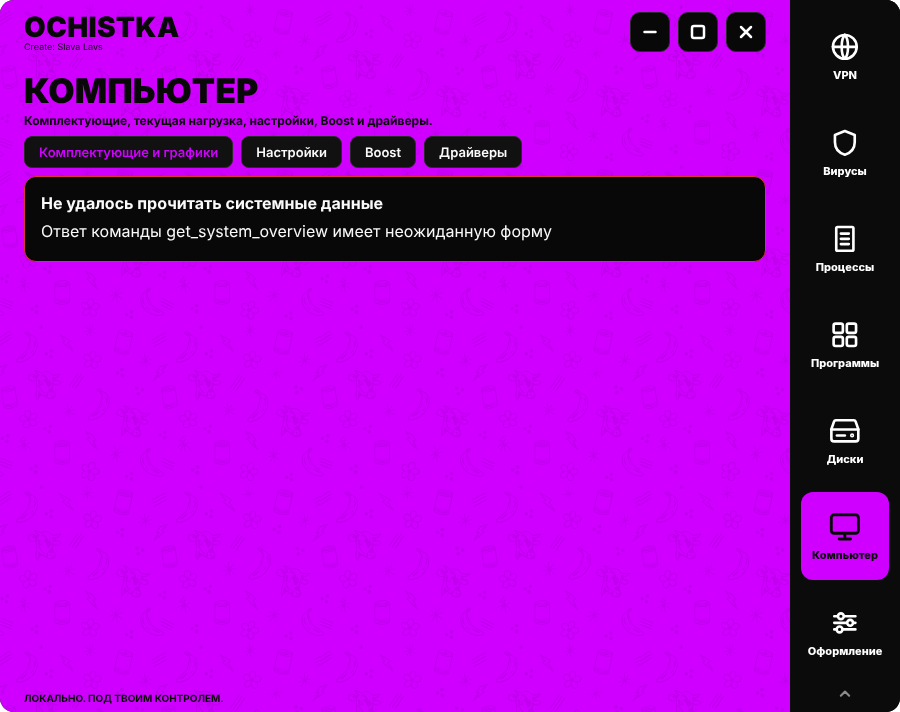 OCHISTKA
Create: Slava Lavs
КОМПЬЮТЕР
Комплектующие, текущая нагрузка, настройки, Boost и драйверы.
Комплектующие и графики
Настройки
Boost
Драйверы
Не удалось прочитать системные данные
Ответ команды get_system_overview имеет неожиданную форму
ЛОКАЛЬНО. ПОД ТВОИМ КОНТРОЛЕМ.
VPN
Вирусы
Процессы
Программы
Диски
Компьютер
Оформление